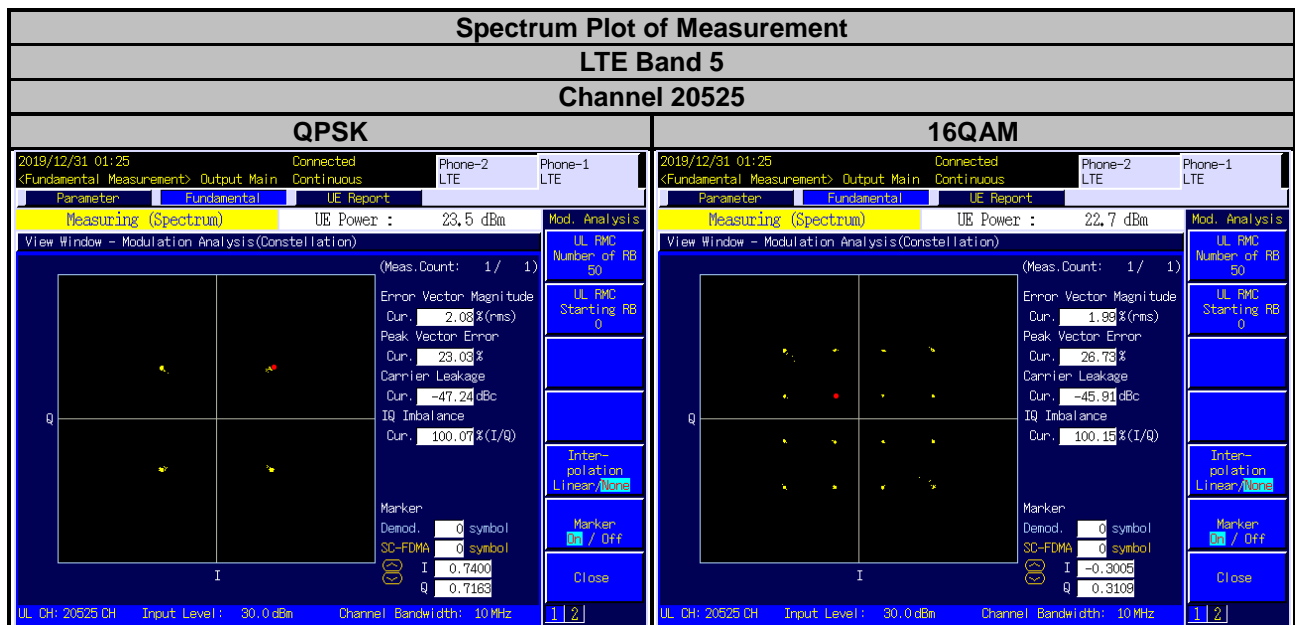 Spectrum Plot of Measurement
LTE Band 5
Channel 20525
QPSK
2019/12/31 01:25 Connected Phone-2 Phone-1
<Fundamental Measurement> Output Main Continuous LTE LTE
Parameter Fundamental UE Report
Measuring (Spectrum) UE Power : 23.5 dBm Mod. Analysis
View Window - Modulation Analysis(Constellation)
(Meas.Count: 1/ 1)
Error Vector Magnitude
Cur. 2.08 %(rms)
Peak Vector Error
Cur. 23.03 %
Carrier Leakage
Cur. -47.24 dBc
IQ Imbalance
Cur. 100.07 %(I/Q)
Marker
Demod. 0 symbol
SC-FDMA 0 symbol
I 0.7400
Q 0.7163
Q
I
UL RMC
Number of RB
50
UL RMC
Starting RB
0
Inter-
polation
Linear/None
Marker
On / Off
Close
UL CH: 20525 CH Input Level: 30.0 dBm Channel Bandwidth: 10 MHz 1 2
16QAM
2019/12/31 01:25 Connected Phone-2 Phone-1
<Fundamental Measurement> Output Main Continuous LTE LTE
Parameter Fundamental UE Report
Measuring (Spectrum) UE Power : 22.7 dBm Mod. Analysis
View Window - Modulation Analysis(Constellation)
(Meas.Count: 1/ 1)
Error Vector Magnitude
Cur. 1.99 %(rms)
Peak Vector Error
Cur. 26.73 %
Carrier Leakage
Cur. -45.91 dBc
IQ Imbalance
Cur. 100.15 %(I/Q)
Marker
Demod. 0 symbol
SC-FDMA 0 symbol
I -0.3005
Q 0.3109
Q
I
UL RMC
Number of RB
50
UL RMC
Starting RB
0
Inter-
polation
Linear/None
Marker
On / Off
Close
UL CH: 20525 CH Input Level: 30.0 dBm Channel Bandwidth: 10 MHz 1 2